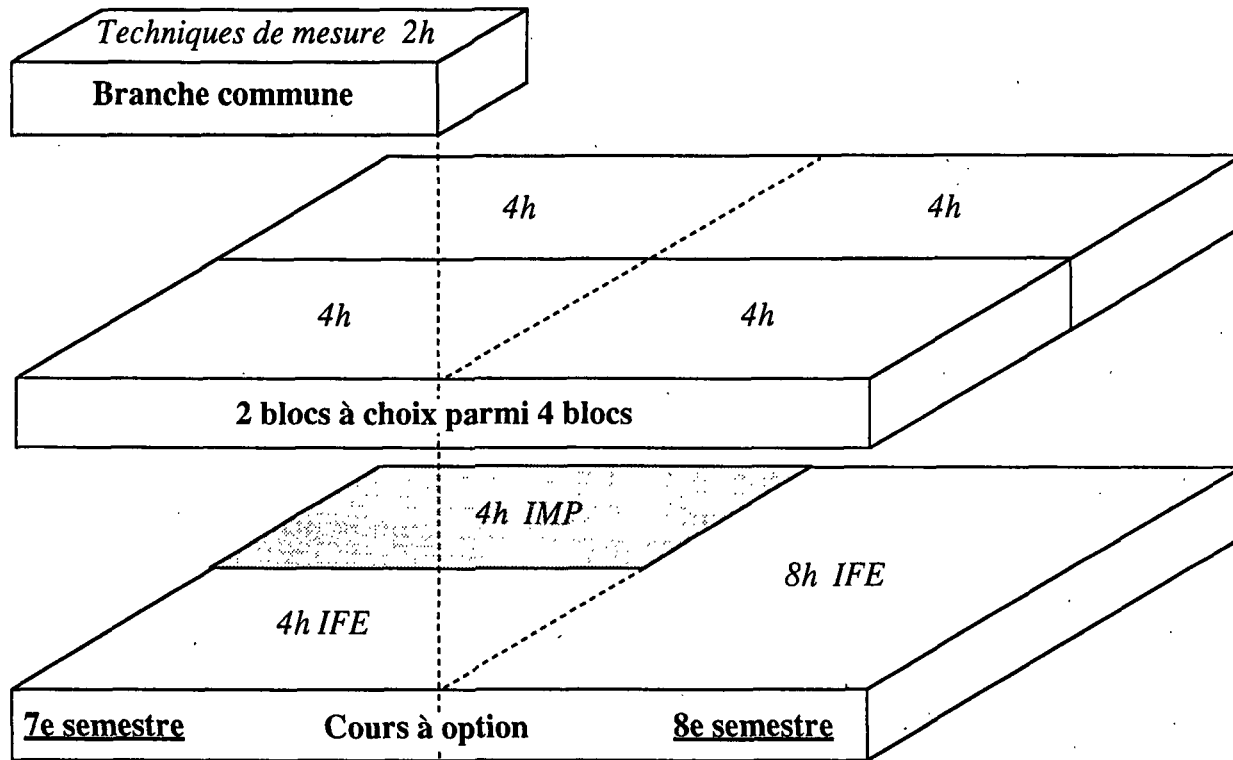 Techniques de mesure 2h
Branche commune
4h
4h
4h
4h
2 blocs à choix parmi 4 blocs
4h IMP
8h IFE
4h IFE
7e semestre Cours à option 8e semestre